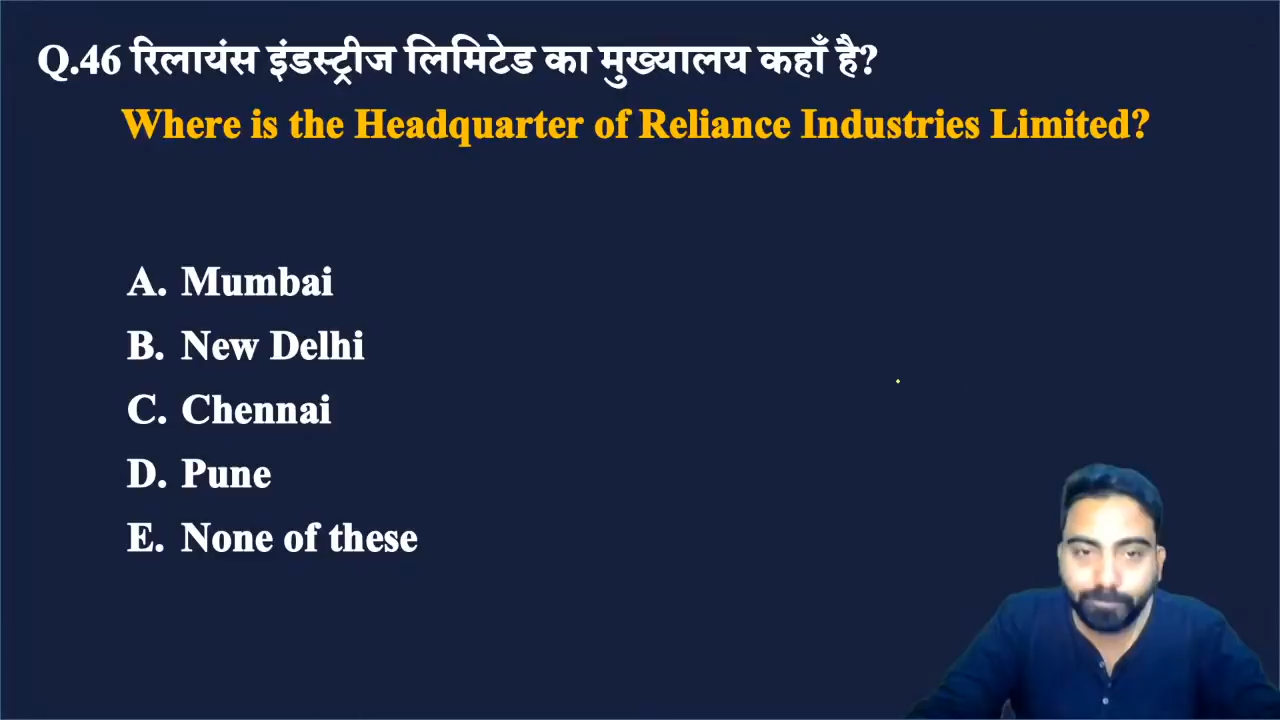 Q.46 रिलायंस इंडस्ट्रीज लिमिटेड का मुख्यालय कहाँ है?
Where is the Headquarter of Reliance Industries Limited?
A. Mumbai
B. New Delhi
C. Chennai
D. Pune
E. None of these